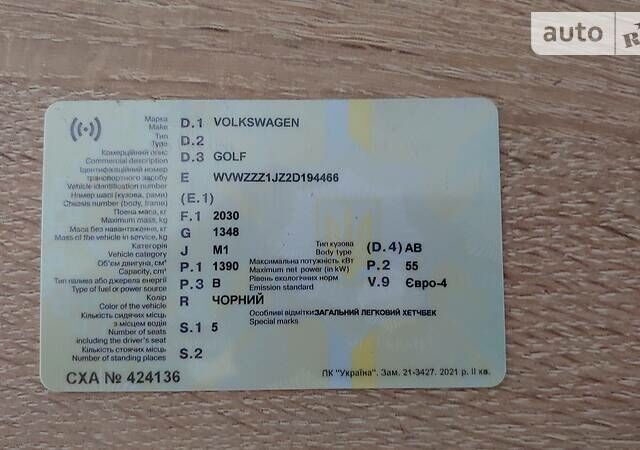 auto
Марка D.1 VOLKSWAGEN
Make
Тип D.2
Type
Комерційний опис D.3 GOLF
Commercial description
Ідентифікаційний номер
транспортного засобу E WVWZZZ1JZ2D194466
Vehicle identification number
Номер шасі (кузова, рами) (E.1)
Chassis number (body, frame)
Повна маса, кг F.1 2030
Maximum mass, kg
Маса без навантаження, кг G 1348
Mass of the vehicle in service, kg
Категорія J M1 Тип кузова (D.4) АВ
Vehicle category Body type
Об'єм двигуна, см³ P.1 1390 Максимальна потужність, кВт P.2 55
Capacity, cm³ Maximum net power (in kW)
Тип палива або джерела енергії P.3 B Рівень екологічних норм V.9 Євро-4
Type of fuel or power source Emission standard
Колір R ЧОРНИЙ
Color of the vehicle
Кількість сидячих місць Особливі відмітки ЗАГАЛЬНИЙ ЛЕГКОВИЙ ХЕТЧБЕК
з місцем водія S.1 5 Special marks
Number of seats
including the driver's seat
Кількість стоячих місць S.2
Number of standing places
СХА № 424136
ПК "Україна". Зам. 21-3427. 2021 р. II кв.